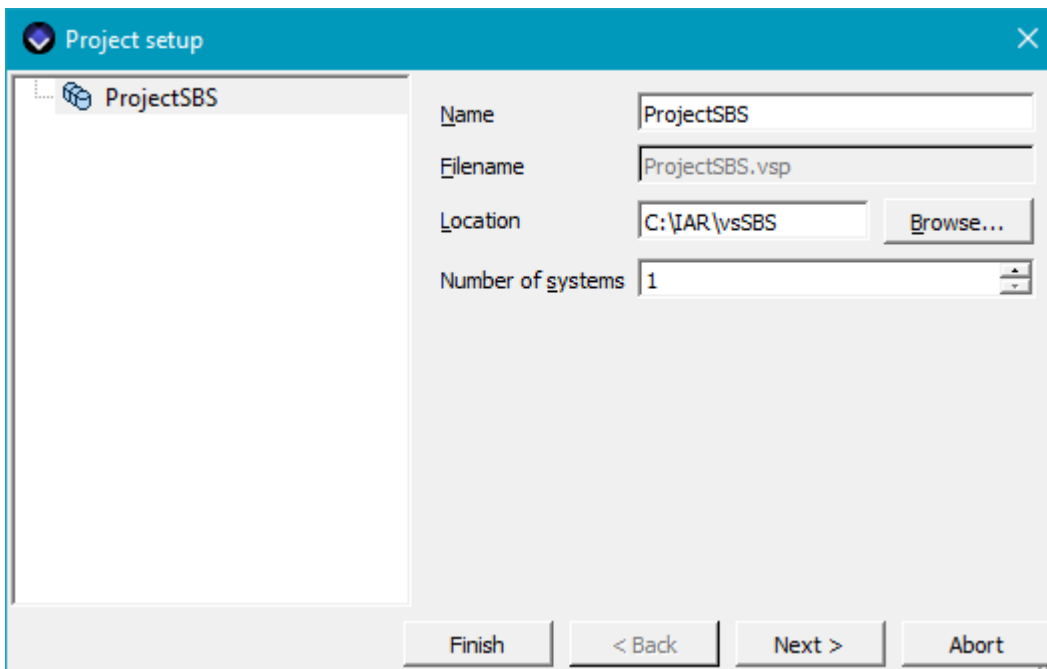 Project setup
ProjectSBS
Name ProjectSBS
Filename ProjectSBS.vsp
Location C:\IAR\vsSBS Browse...
Number of systems 1
Finish < Back Next > Abort